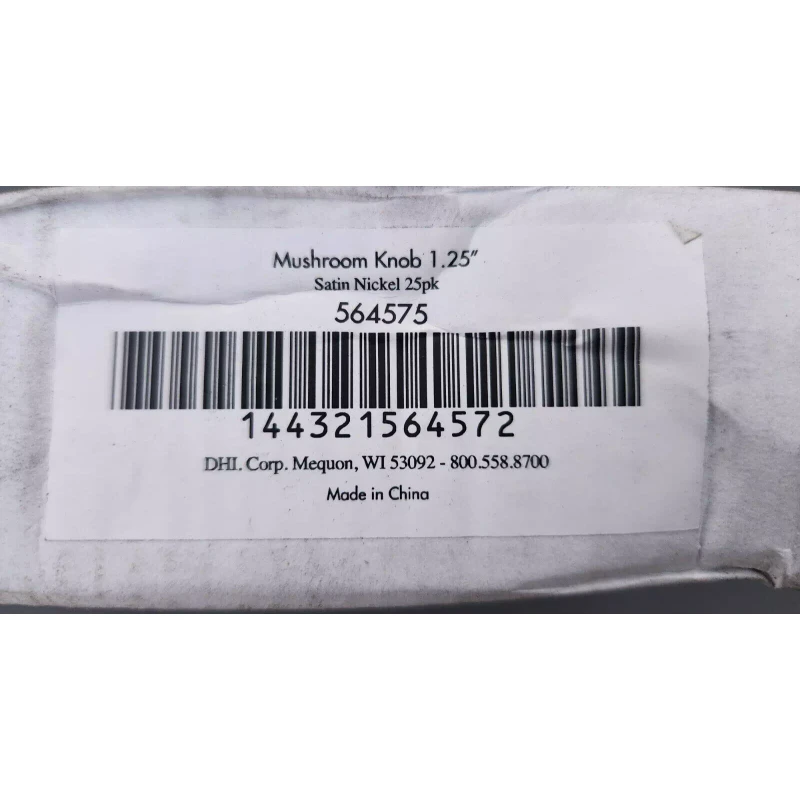 Mushroom Knob 1.25"
Satin Nickel 25pk
564575
144321564572
DHI. Corp. Mequon, WI 53092 - 800.558.8700
Made in China